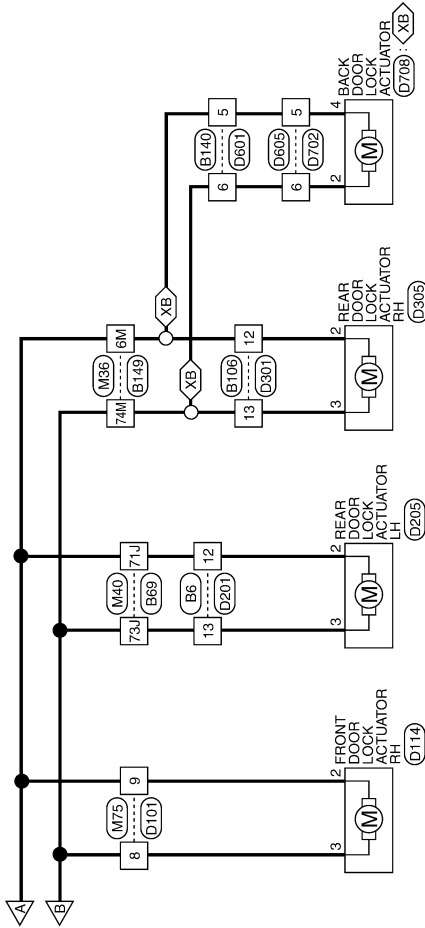 A
B
8
M75
D101
9
3
M
2
FRONT
DOOR
LOCK
ACTUATOR
RH
D114
73J
M40
B69
71J
13
B6
D201
12
3
M
2
REAR
DOOR
LOCK
ACTUATOR
LH
D205
74M
M36
B149
6M
XB
XB
13
B106
D301
12
3
M
2
REAR
DOOR
LOCK
ACTUATOR
RH
D305
6
B140
D601
5
6
D605
D702
5
2
M
4
BACK
DOOR
LOCK
ACTUATOR
D708 : XB